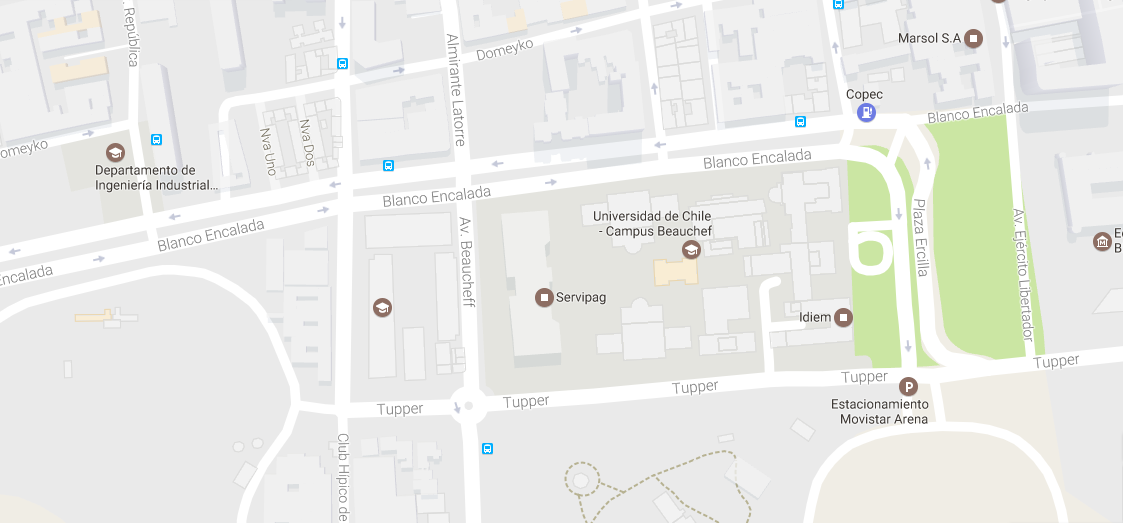 República
Almirante Latorre
Domeyko
Marsol S.A
Copec
Blanco Encalada
Domeyko
Nva Uno
Nva Dos
Departamento de
Ingeniería Industrial...
Blanco Encalada
Blanco Encalada
Blanco Encalada
Encalada
Universidad de Chile
- Campus Beauchef
Av. Beaucheff
Plaza Ercilla
Av. Ejército Libertador
Servipag
Idiem
Tupper
Tupper
Tupper
Tupper
Tupper
P
Estacionamiento
Movistar Arena
Club Hípico de